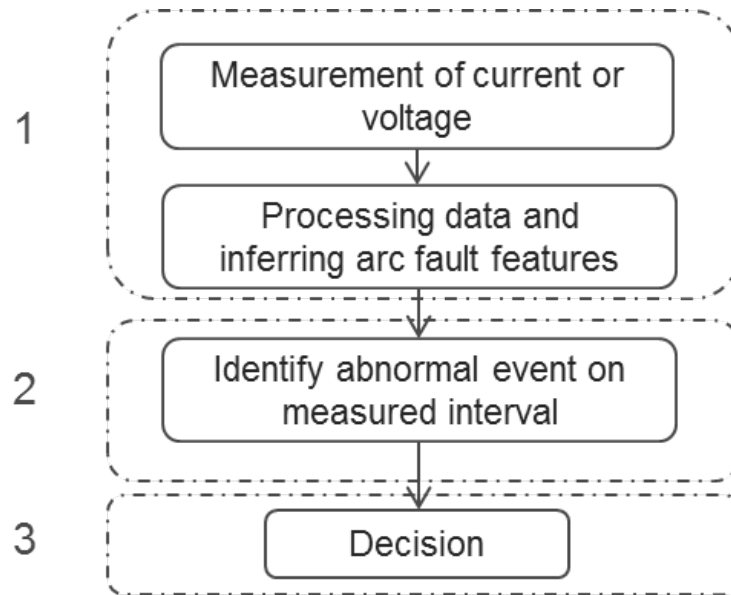 1
Measurement of current or
voltage
Processing data and
inferring arc fault features
2
Identify abnormal event on
measured interval
3
Decision